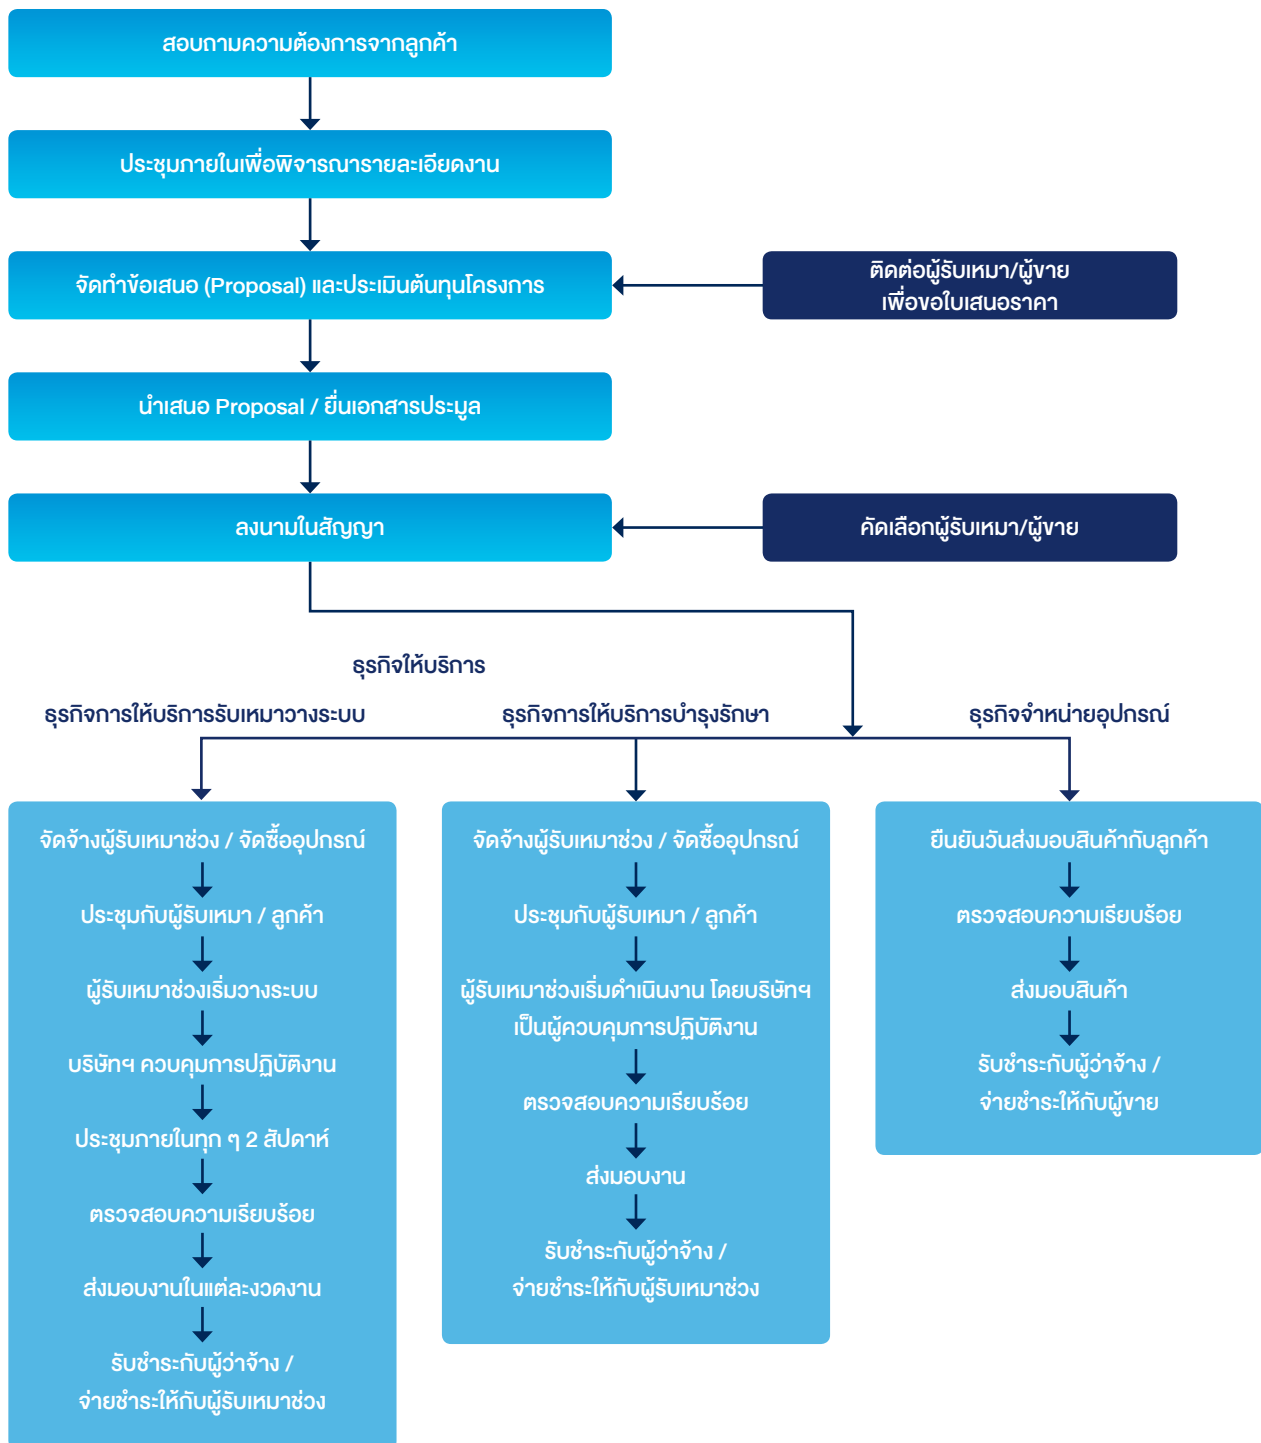 สอบถามความต้องการจากลูกค้า
ประชุมภายในเพื่อพิจารณารายละเอียดงาน
จัดทำข้อเสนอ (Proposal) และประเมินต้นทุนโครงการ
ติดต่อผู้รับเหมา/ผู้ขาย
เพื่อขอใบเสนอราคา
นำเสนอ Proposal / ยื่นเอกสารประมูล
ลงนามในสัญญา
คัดเลือกผู้รับเหมา/ผู้ขาย
ธุรกิจให้บริการ
ธุรกิจการให้บริการรับเหมาวางระบบ
ธุรกิจการให้บริการบำรุงรักษา
ธุรกิจจำหน่ายอุปกรณ์
จัดจ้างผู้รับเหมาช่วง / จัดซื้ออุปกรณ์
ประชุมกับผู้รับเหมา / ลูกค้า
ผู้รับเหมาช่วงเริ่มวางระบบ
บริษัทฯ ควบคุมการปฏิบัติงาน
ประชุมภายในทุก ๆ 2 สัปดาห์
ตรวจสอบความเรียบร้อย
ส่งมอบงานในแต่ละงวดงาน
รับชำระกับผู้ว่าจ้าง /
จ่ายชำระให้กับผู้รับเหมาช่วง
จัดจ้างผู้รับเหมาช่วง / จัดซื้ออุปกรณ์
ประชุมกับผู้รับเหมา / ลูกค้า
ผู้รับเหมาช่วงเริ่มดำเนินงาน โดยบริษัทฯ
เป็นผู้ควบคุมการปฏิบัติงาน
ตรวจสอบความเรียบร้อย
ส่งมอบงาน
รับชำระกับผู้ว่าจ้าง /
จ่ายชำระให้กับผู้รับเหมาช่วง
ยืนยันวันส่งมอบสินค้ากับลูกค้า
ตรวจสอบความเรียบร้อย
ส่งมอบสินค้า
รับชำระกับผู้ว่าจ้าง /
จ่ายชำระให้กับผู้ขาย